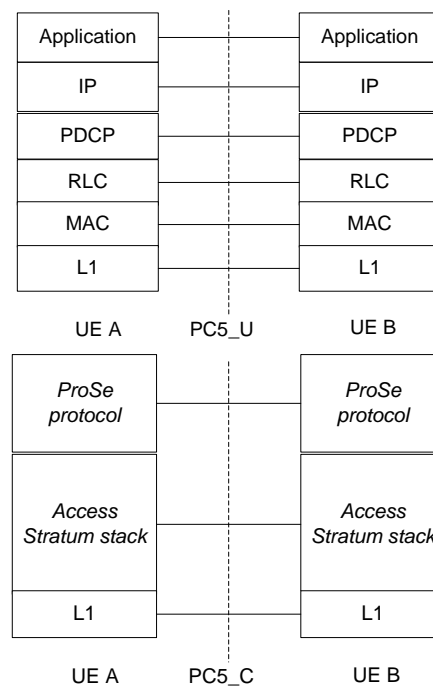 Application Application
IP IP
PDCP PDCP
RLC RLC
MAC MAC
L1 L1
UE A PC5_U UE B
ProSe ProSe
protocol protocol
Access Access
Stratum stack Stratum stack
L1 L1
UE A PC5_C UE B